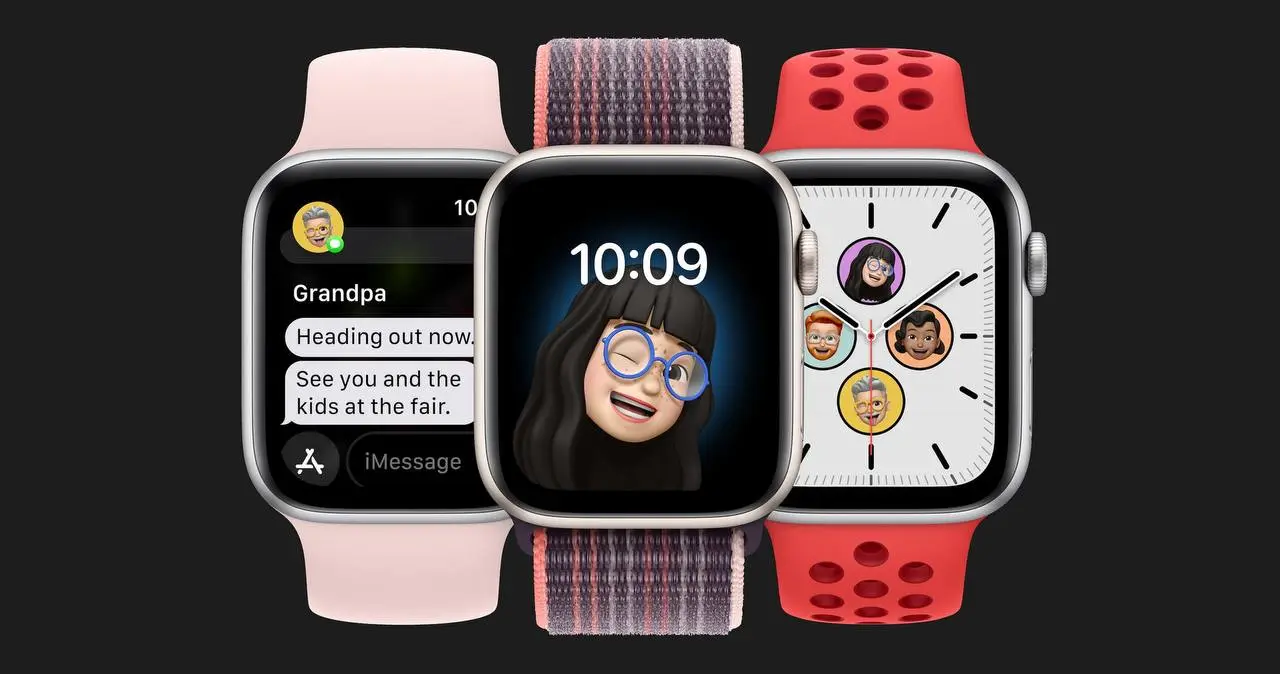 10
Grandpa
Heading out now.
See you and the
kids at the fair.
iMessage
10:09